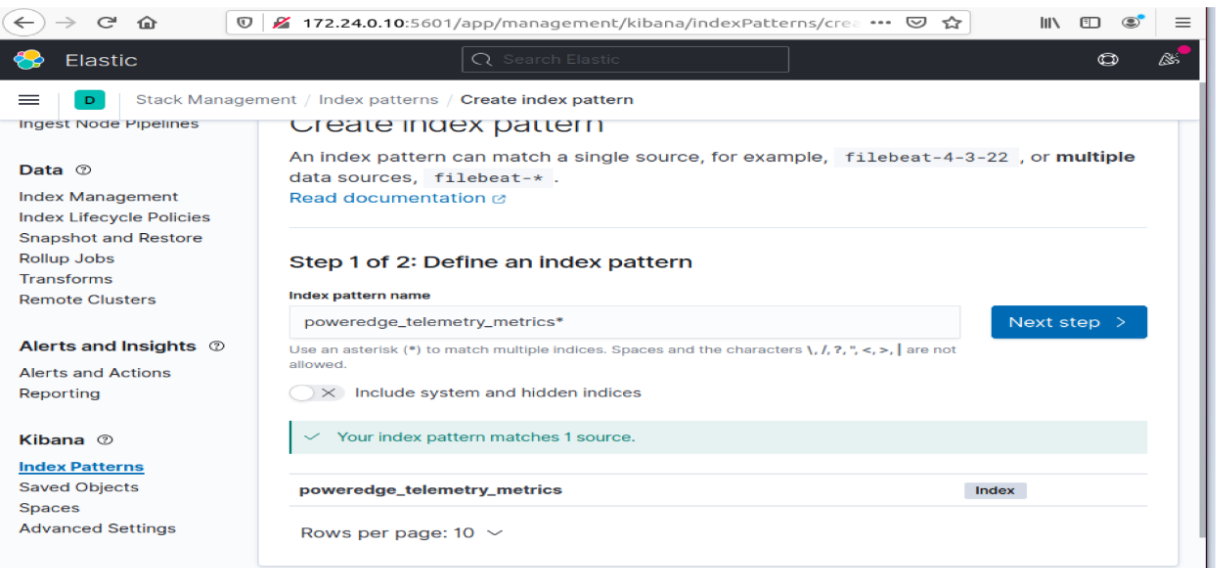 172.24.0.10:5601/app/management/kibana/indexPatterns/crea
Elastic
Search Elastic
D
Stack Management / Index patterns / Create index pattern
Ingest Node Pipelines
Data
Index Management
Index Lifecycle Policies
Snapshot and Restore
Rollup Jobs
Transforms
Remote Clusters
Alerts and Insights
Alerts and Actions
Reporting
Kibana
Index Patterns
Saved Objects
Spaces
Advanced Settings
Create index pattern
An index pattern can match a single source, for example, filebeat-4-3-22 , or multiple
data sources, filebeat-* .
Read documentation
Step 1 of 2: Define an index pattern
Index pattern name
poweredge_telemetry_metrics*
Next step >
Use an asterisk (*) to match multiple indices. Spaces and the characters \, /, ?, ", <, >, | are not
allowed.
Include system and hidden indices
Your index pattern matches 1 source.
poweredge_telemetry_metrics Index
Rows per page: 10